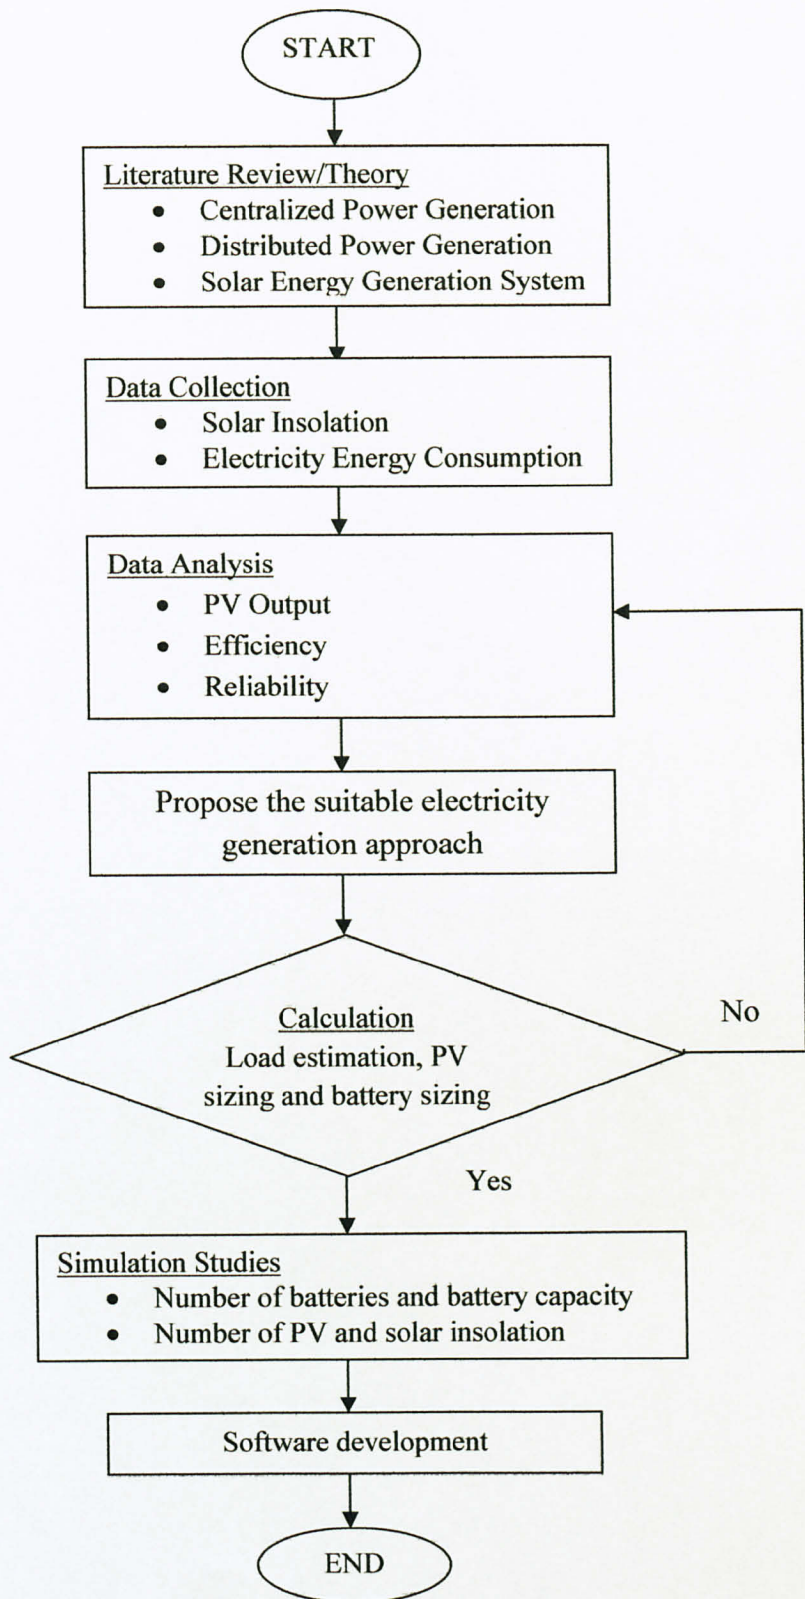 START
Literature Review/Theory
• Centralized Power Generation
• Distributed Power Generation
• Solar Energy Generation System
Data Collection
• Solar Insolation
• Electricity Energy Consumption
Data Analysis
• PV Output
• Efficiency
• Reliability
Propose the suitable electricity
generation approach
Calculation
Load estimation, PV
sizing and battery sizing
No
Yes
Simulation Studies
• Number of batteries and battery capacity
• Number of PV and solar insolation
Software development
END